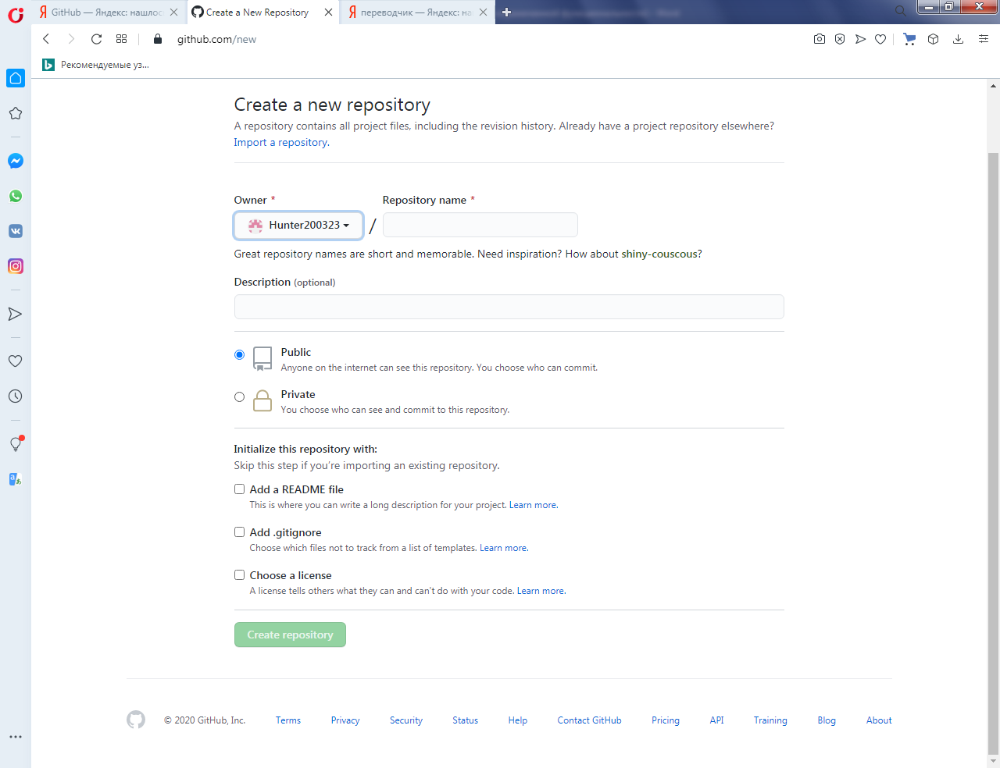 GitHub — Яндекс: нашлос
Create a New Repository
переводчик — Яндекс: на
github.com/new
Рекомендуемые уз...
Create a new repository
A repository contains all project files, including the revision history. Already have a project repository elsewhere?
Import a repository.
Owner *
Repository name *
Hunter200323
/
Great repository names are short and memorable. Need inspiration? How about shiny-couscous?
Description (optional)
Public
Anyone on the internet can see this repository. You choose who can commit.
Private
You choose who can see and commit to this repository.
Initialize this repository with:
Skip this step if you're importing an existing repository.
Add a README file
This is where you can write a long description for your project. Learn more.
Add .gitignore
Choose which files not to track from a list of templates. Learn more.
Choose a license
A license tells others what they can and can't do with your code. Learn more.
Create repository
© 2020 GitHub, Inc.
Terms
Privacy
Security
Status
Help
Contact GitHub
Pricing
API
Training
Blog
About